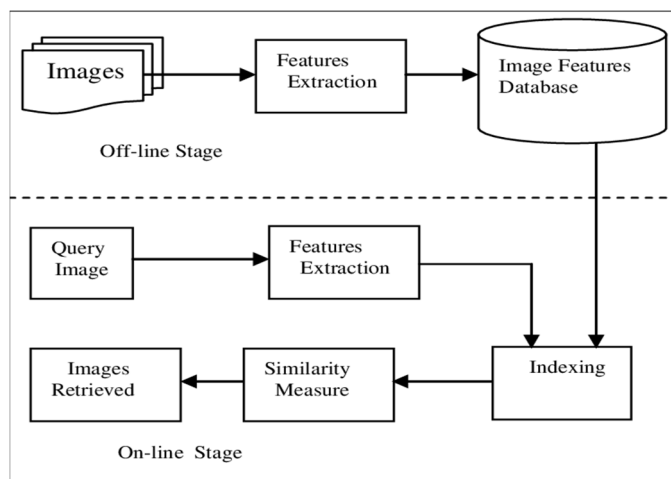 Images
Features
Extraction
Image Features
Database
Off-line Stage
Query
Image
Features
Extraction
Images
Retrieved
Similarity
Measure
Indexing
On-line Stage